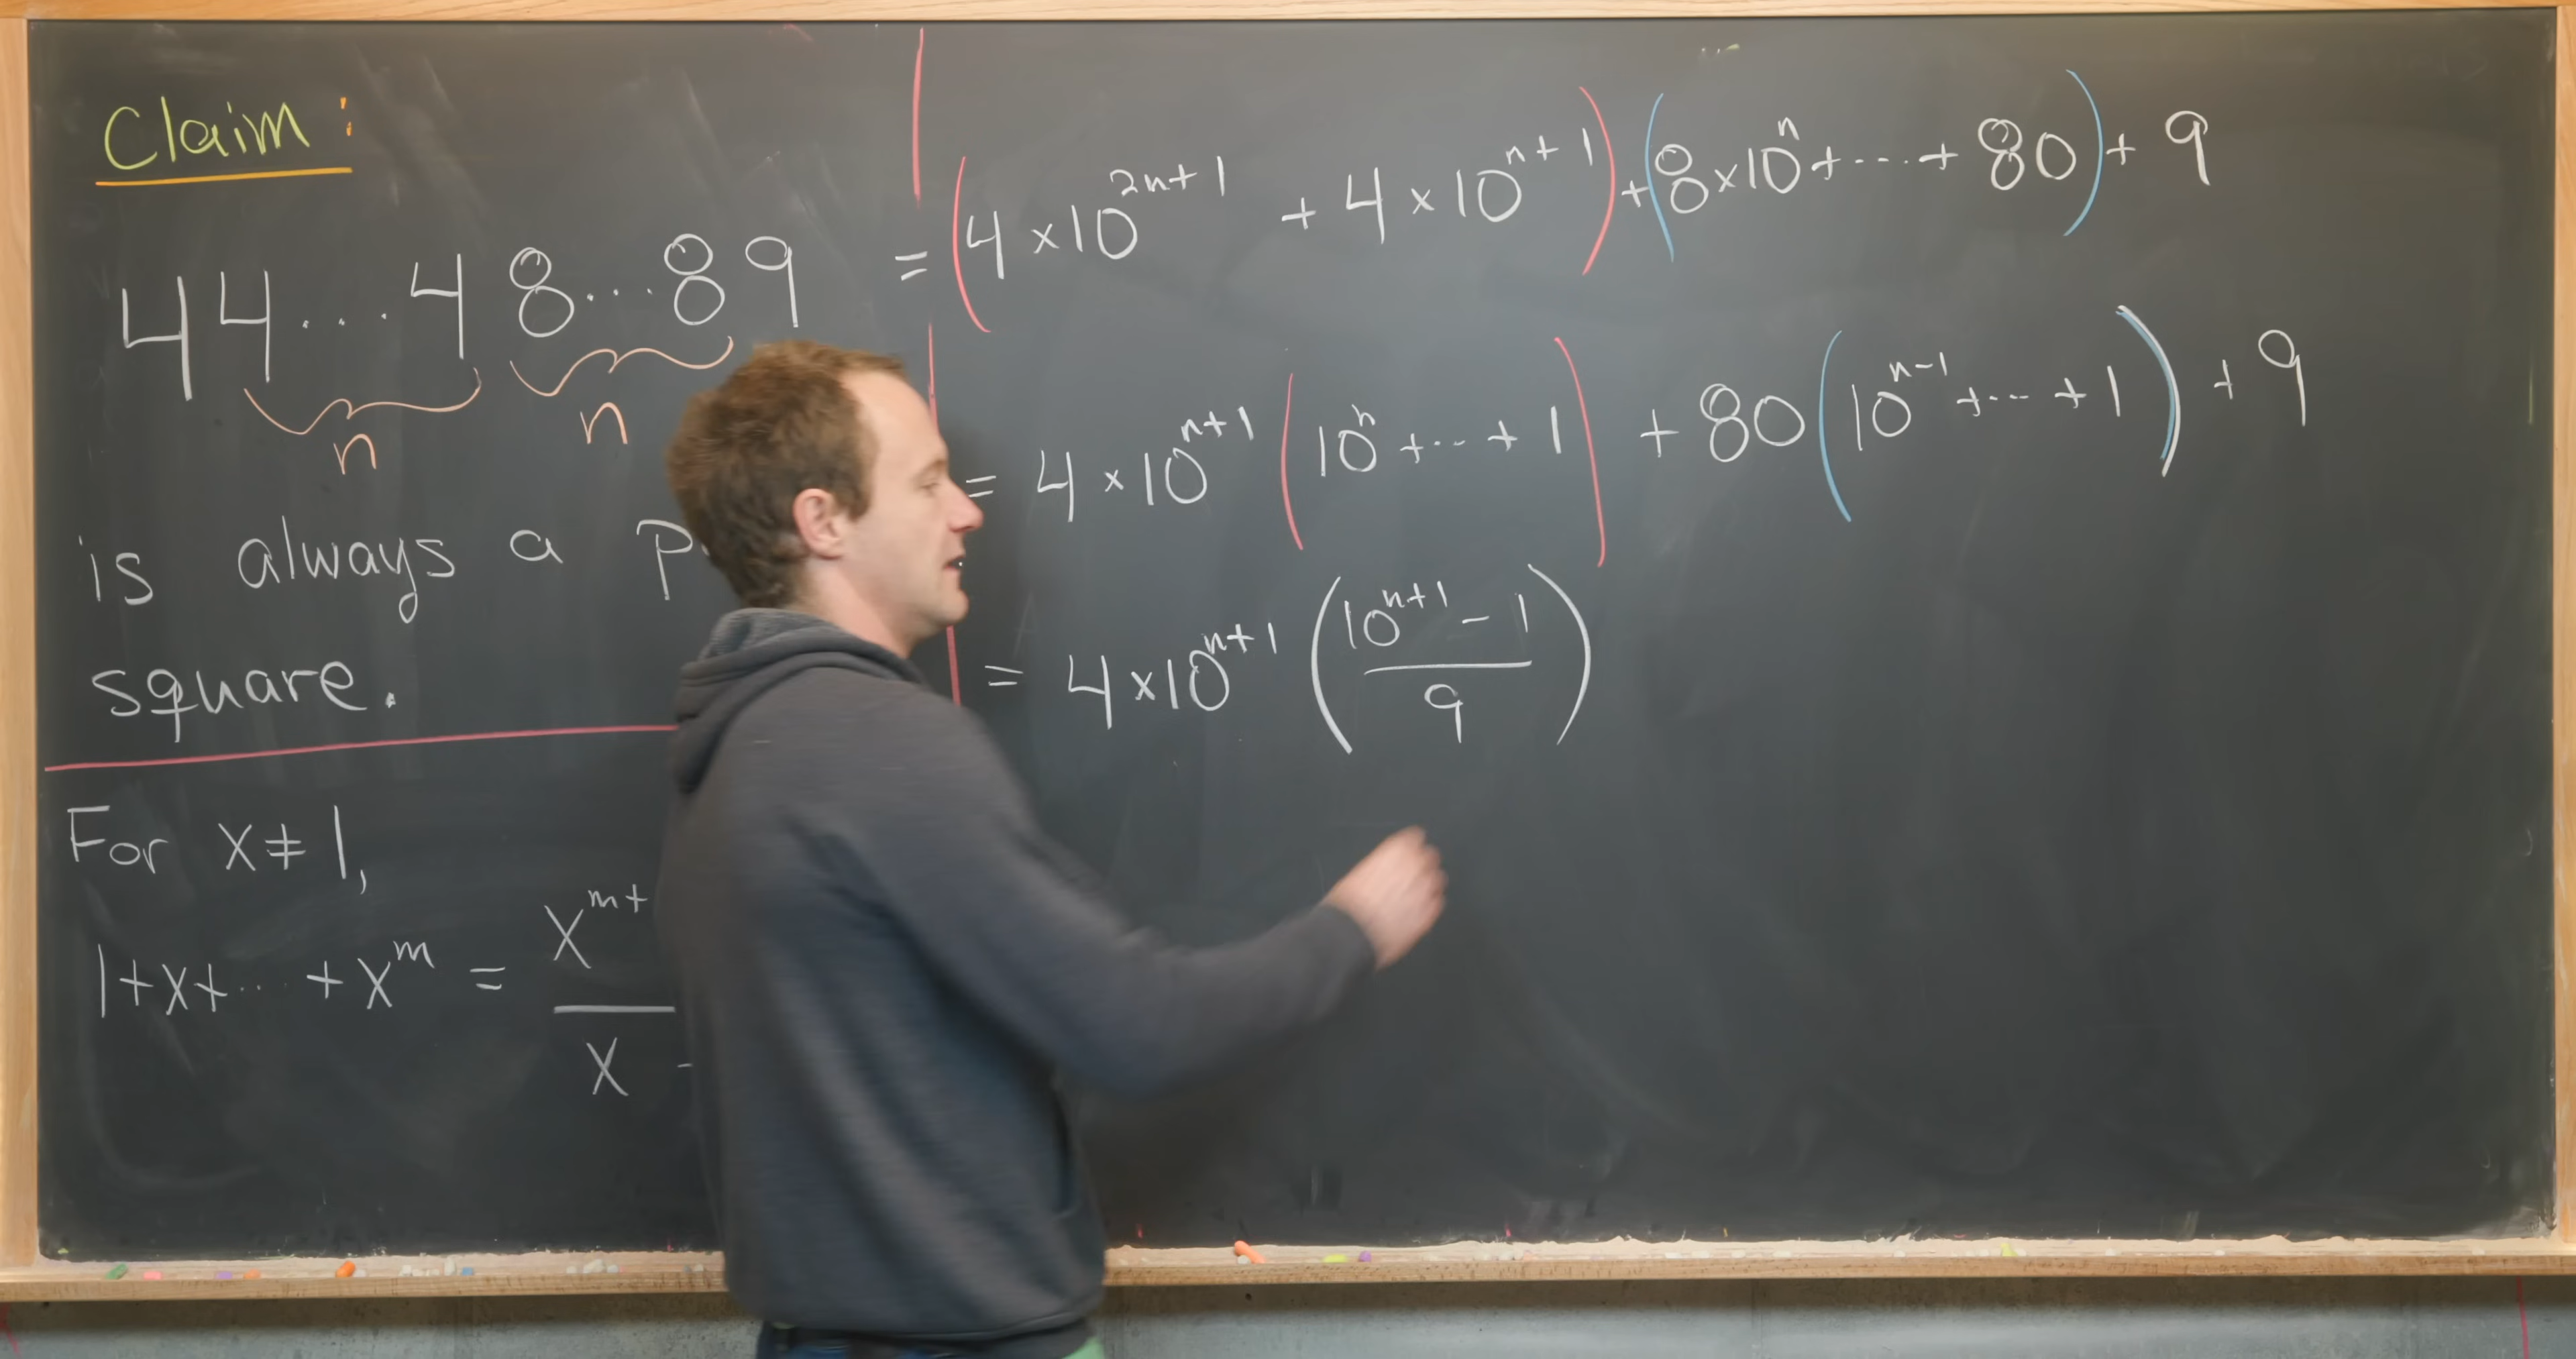 Claim:
44...48...89
n n
is always a
square.
For x≠1,
1+x+...+x^m = x^{m+
x -
= (4×10^{2n+1} + 4×10^{n+1}) + (8×10^n + --- + 80) + 9
= 4×10^{n+1} (10^n + -- + 1) + 80(10^{n-1} + -- + 1) + 9
= 4×10^{n+1} (10^{n+1} - 1 / 9)